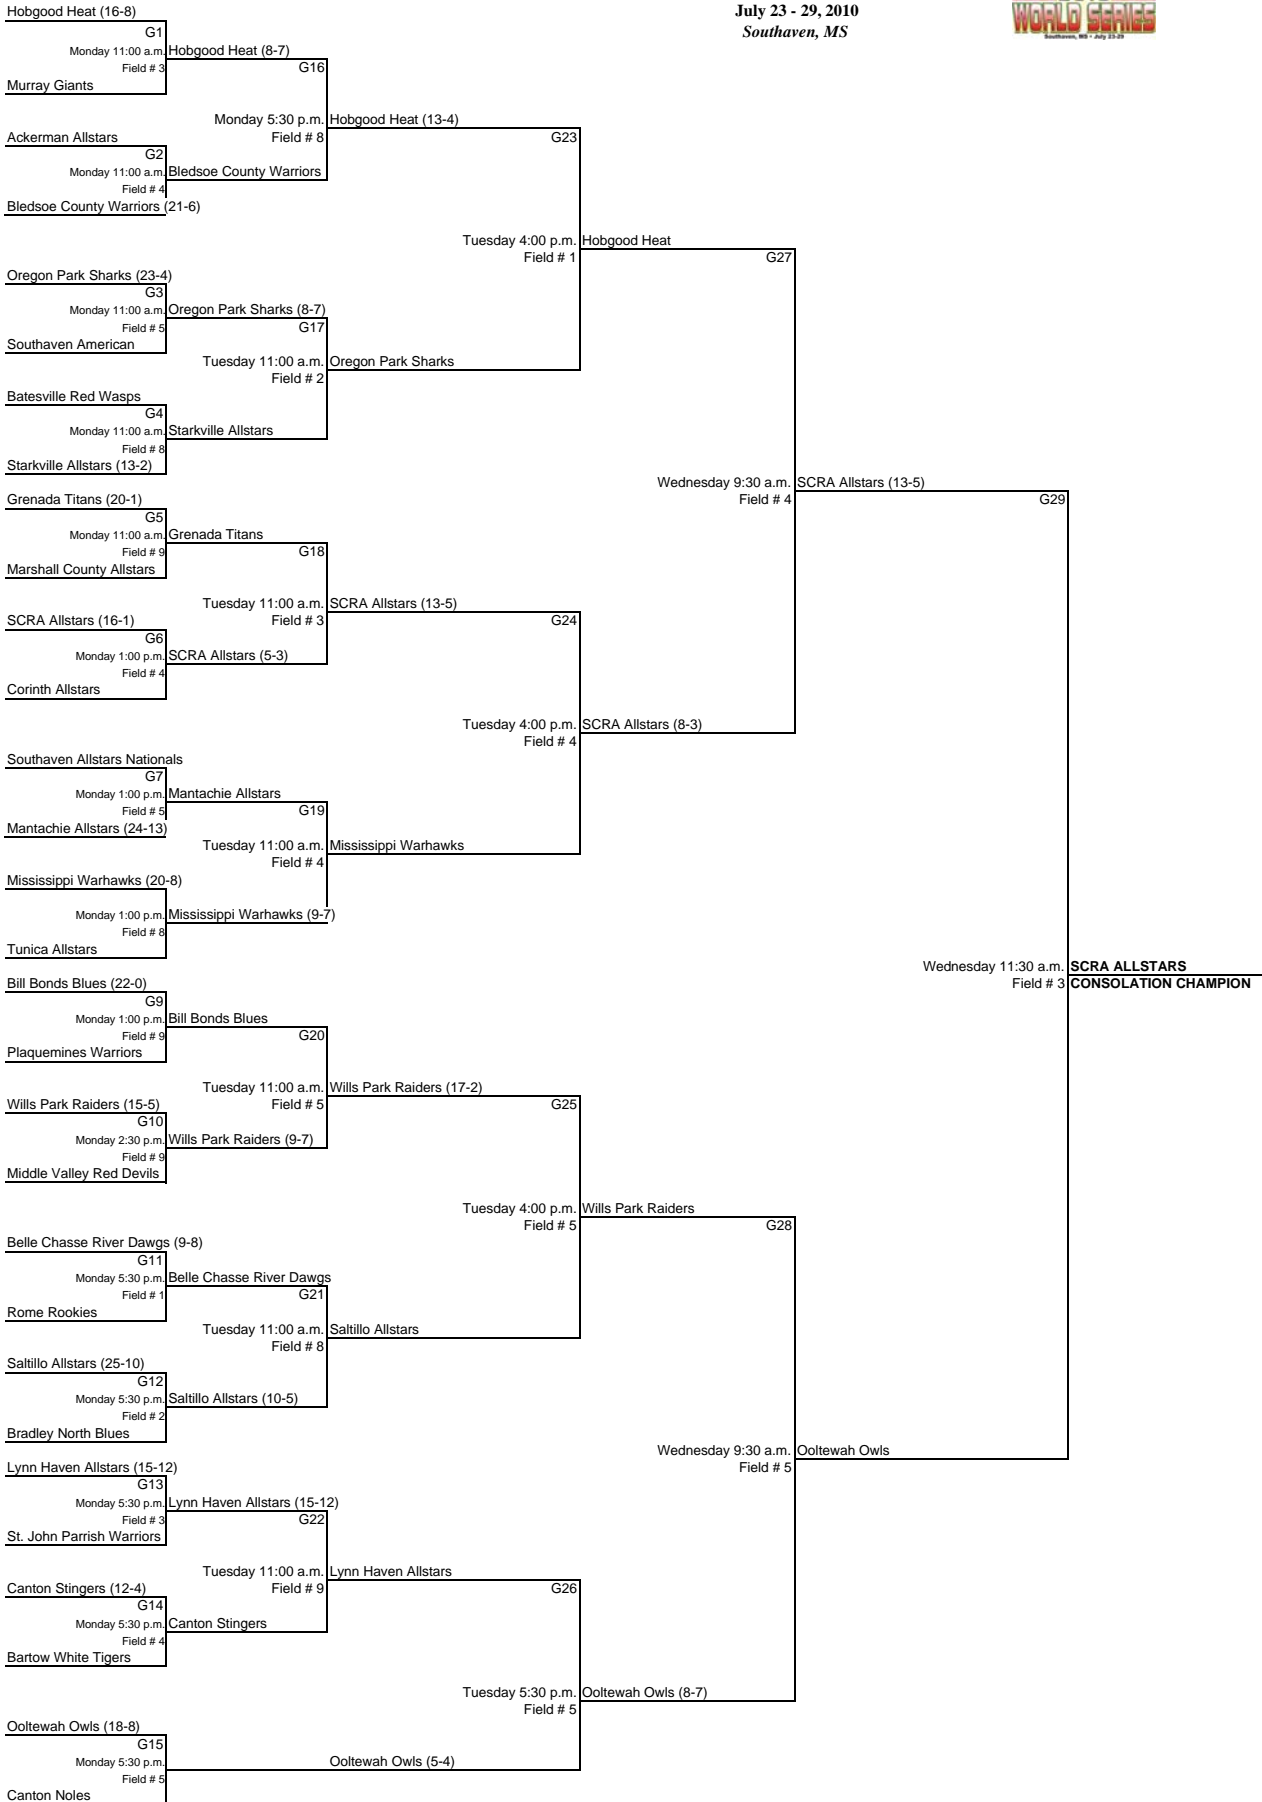 Hobgood Heat (16-8)
July 23 - 29, 2010
Southaven, MS
WORLD SERIES
Southaven, MS • July 23-29
G1
Monday 11:00 a.m.
Hobgood Heat (8-7)
Field # 3
G16
Murray Giants
Monday 5:30 p.m.
Hobgood Heat (13-4)
Field # 8
G23
Ackerman Allstars
G2
Monday 11:00 a.m.
Bledsoe County Warriors
Field # 4
Bledsoe County Warriors (21-6)
Tuesday 4:00 p.m.
Hobgood Heat
Field # 1
G27
Oregon Park Sharks (23-4)
G3
Monday 11:00 a.m.
Oregon Park Sharks (8-7)
Field # 5
G17
Southaven American
Tuesday 11:00 a.m.
Oregon Park Sharks
Field # 2
Batesville Red Wasps
G4
Monday 11:00 a.m.
Starkville Allstars
Field # 8
Starkville Allstars (13-2)
Wednesday 9:30 a.m.
SCRA Allstars (13-5)
Field # 4
G29
Grenada Titans (20-1)
G5
Monday 11:00 a.m.
Grenada Titans
Field # 9
G18
Marshall County Allstars
Tuesday 11:00 a.m.
SCRA Allstars (13-5)
Field # 3
G24
SCRA Allstars (16-1)
G6
Monday 1:00 p.m.
SCRA Allstars (5-3)
Field # 4
Corinth Allstars
Tuesday 4:00 p.m.
SCRA Allstars (8-3)
Field # 4
Southaven Allstars Nationals
G7
Monday 1:00 p.m.
Mantachie Allstars
Field # 5
G19
Mantachie Allstars (24-13)
Tuesday 11:00 a.m.
Mississippi Warhawks
Field # 4
Mississippi Warhawks (20-8)
Monday 1:00 p.m.
Mississippi Warhawks (9-7)
Field # 8
Tunica Allstars
Wednesday 11:30 a.m.
SCRA ALLSTARS
Field # 3
CONSOLATION CHAMPION
Bill Bonds Blues (22-0)
G9
Monday 1:00 p.m.
Bill Bonds Blues
Field # 9
G20
Plaquemines Warriors
Tuesday 11:00 a.m.
Wills Park Raiders (17-2)
Field # 5
G25
Wills Park Raiders (15-5)
G10
Monday 2:30 p.m.
Wills Park Raiders (9-7)
Field # 9
Middle Valley Red Devils
Tuesday 4:00 p.m.
Wills Park Raiders
Field # 5
G28
Belle Chasse River Dawgs (9-8)
G11
Monday 5:30 p.m.
Belle Chasse River Dawgs
Field # 1
G21
Rome Rookies
Tuesday 11:00 a.m.
Saltillo Allstars
Field # 8
Saltillo Allstars (25-10)
G12
Monday 5:30 p.m.
Saltillo Allstars (10-5)
Field # 2
Bradley North Blues
Wednesday 9:30 a.m.
Ooltewah Owls
Field # 5
Lynn Haven Allstars (15-12)
G13
Monday 5:30 p.m.
Lynn Haven Allstars (15-12)
Field # 3
G22
St. John Parrish Warriors
Tuesday 11:00 a.m.
Lynn Haven Allstars
Field # 9
G26
Canton Stingers (12-4)
G14
Monday 5:30 p.m.
Canton Stingers
Field # 4
Bartow White Tigers
Tuesday 5:30 p.m.
Ooltewah Owls (8-7)
Field # 5
Ooltewah Owls (18-8)
G15
Monday 5:30 p.m.
Ooltewah Owls (5-4)
Field # 5
Canton Noles